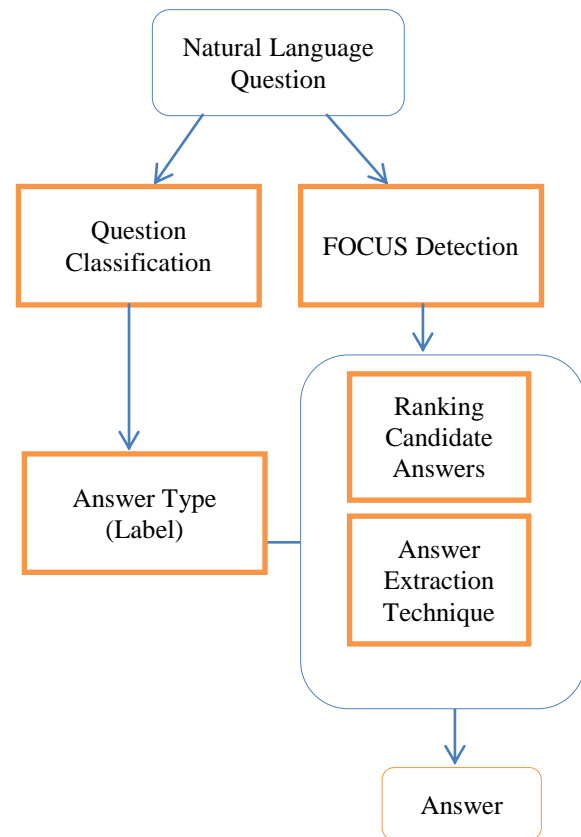 Natural Language
Question
Question
Classification
FOCUS Detection
Ranking
Candidate
Answers
Answer Type
(Label)
Answer
Extraction
Technique
Answer